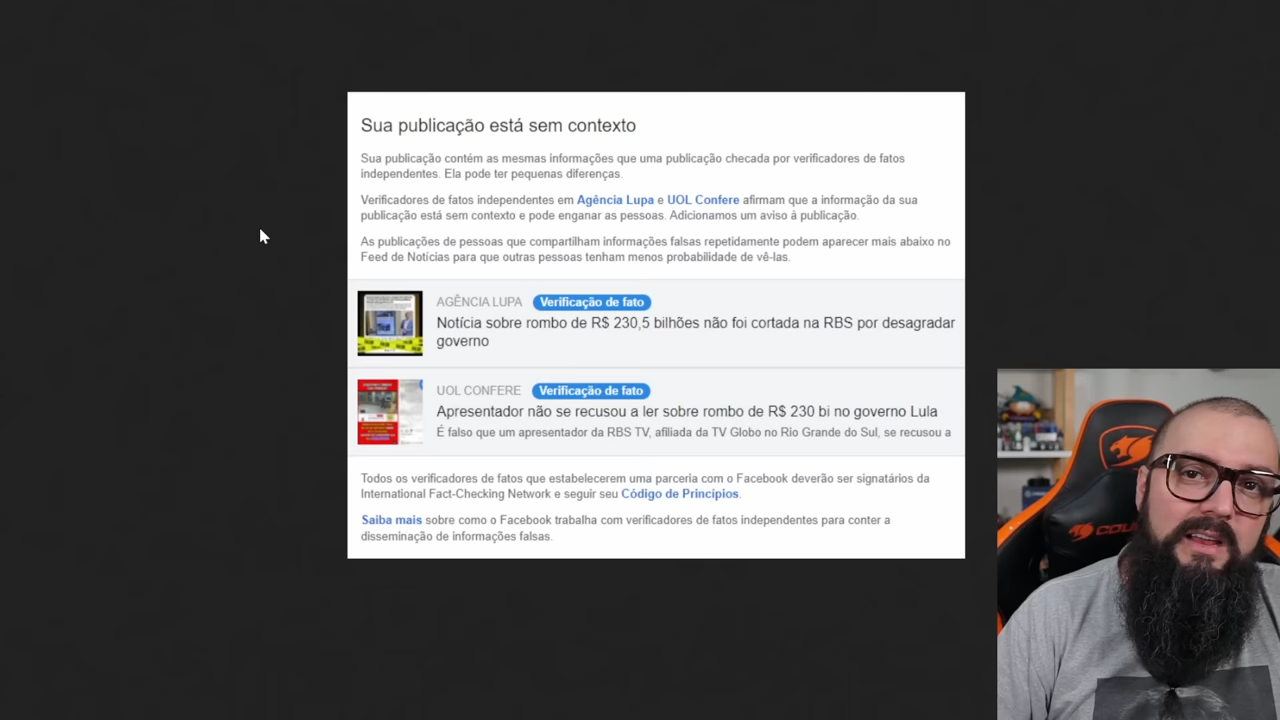 Sua publicação está sem contexto
Sua publicação contém as mesmas informações que uma publicação checada por verificadores de fatos
independentes. Ela pode ter pequenas diferenças.
Verificadores de fatos independentes em Agência Lupa e UOL Confere afirmam que a informação da sua
publicação está sem contexto e pode enganar as pessoas. Adicionamos um aviso à publicação.
As publicações de pessoas que compartilham informações falsas repetidamente podem aparecer mais abaixo no
Feed de Notícias para que outras pessoas tenham menos probabilidade de vê-las.
AGÊNCIA LUPA Verificação de fato
Notícia sobre rombo de R$ 230,5 bilhões não foi cortada na RBS por desagradar
governo
UOL CONFERE Verificação de fato
Apresentador não se recusou a ler sobre rombo de R$ 230 bi no governo Lula
É falso que um apresentador da RBS TV, afiliada da TV Globo no Rio Grande do Sul, se recusou a
Todos os verificadores de fatos que estabelecerem uma parceria com o Facebook deverão ser signatários da
International Fact-Checking Network e seguir seu Código de Princípios.
Saiba mais sobre como o Facebook trabalha com verificadores de fatos independentes para conter a
disseminação de informações falsas.